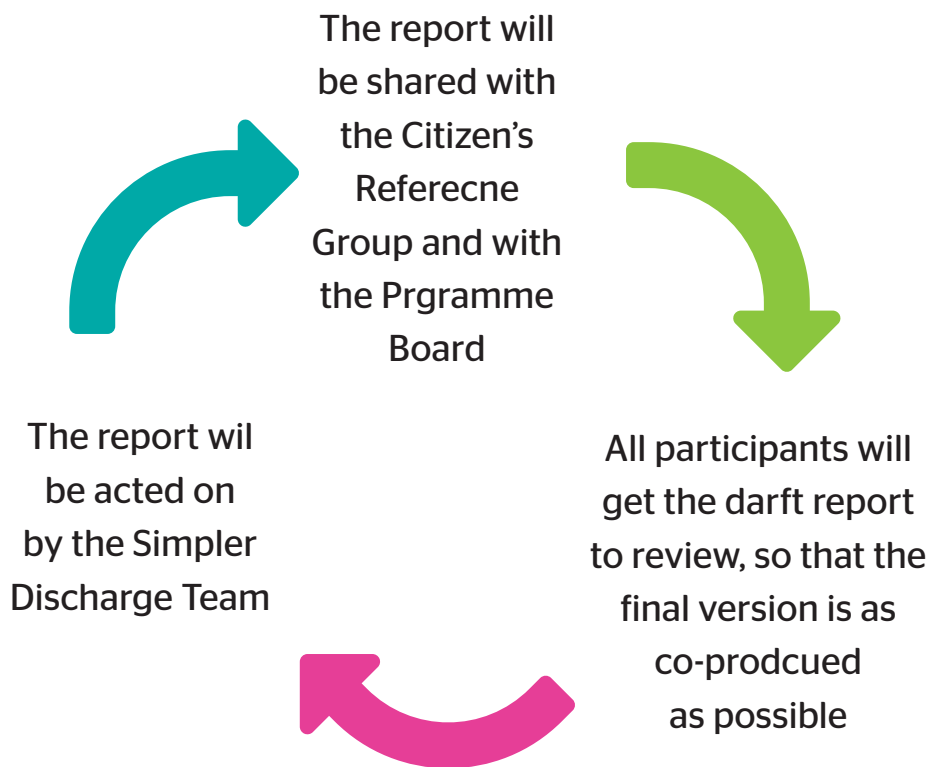 The report will
be shared with
the Citizen’s
Referecne
Group and with
the Prgramme
Board
All participants will
get the darft report
to review, so that the
final version is as
co-prodcued
as possible
The report wil
be acted on
by the Simpler
Discharge Team